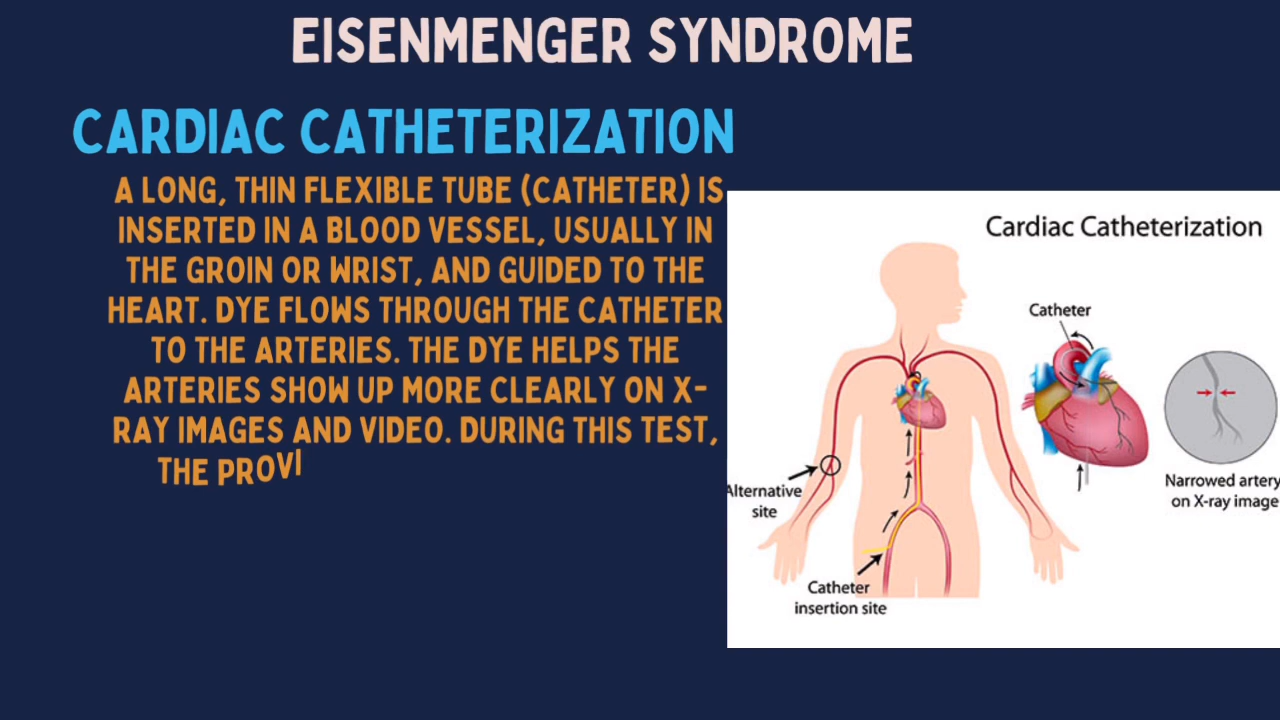 EISENMENGER SYNDROME
CARDIAC CATHETERIZATION
A LONG, THIN FLEXIBLE TUBE (CATHETER) IS
INSERTED IN A BLOOD VESSEL, USUALLY IN
THE GROIN OR WRIST, AND GUIDED TO THE
HEART. DYE FLOWS THROUGH THE CATHETER
TO THE ARTERIES. THE DYE HELPS THE
ARTERIES SHOW UP MORE CLEARLY ON X-
RAY IMAGES AND VIDEO. DURING THIS TEST,
THE PROVI
Cardiac Catheterization
Catheter
Alternative
site
Narrowed artery
on X-ray image
Catheter
insertion site